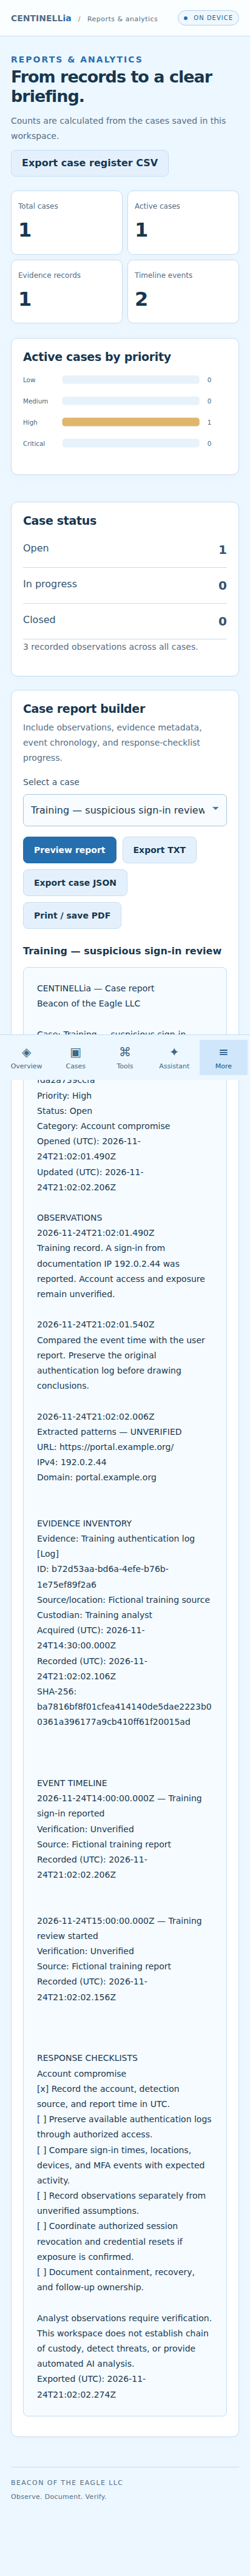 CENTINELLia / Reports & analytics ON DEVICE
REPORTS & ANALYTICS
From records to a clear
briefing.
Counts are calculated from the cases saved in this
workspace.
Export case register CSV
Total cases
1
Active cases
1
Evidence records
1
Timeline events
2
Active cases by priority
Low 0
Medium 0
High 1
Critical 0
Case status
Open 1
In progress 0
Closed 0
3 recorded observations across all cases.
Case report builder
Include observations, evidence metadata,
event chronology, and response-checklist
progress.
Select a case
Training — suspicious sign-in review
Preview report
Export TXT
Export case JSON
Print / save PDF
Training — suspicious sign-in review
CENTINELLia — Case report
Beacon of the Eagle LLC
Overview
Cases
Tools
Assistant
More
Priority: High
Status: Open
Category: Account compromise
Opened (UTC): 2026-11-
24T21:02:01.490Z
Updated (UTC): 2026-11-
24T21:02:02.206Z
OBSERVATIONS
2026-11-24T21:02:01.490Z
Training record. A sign-in from
documentation IP 192.0.2.44 was
reported. Account access and exposure
remain unverified.
2026-11-24T21:02:01.540Z
Compared the event time with the user
report. Preserve the original
authentication log before drawing
conclusions.
2026-11-24T21:02:02.006Z
Extracted patterns — UNVERIFIED
URL: https://portal.example.org/
IPv4: 192.0.2.44
Domain: portal.example.org
EVIDENCE INVENTORY
Evidence: Training authentication log
[Log]
ID: b72d53aa-bd6a-4efe-b76b-
1e75ef89f2a6
Source/location: Fictional training source
Custodian: Training analyst
Acquired (UTC): 2026-11-
24T14:30:00.000Z
Recorded (UTC): 2026-11-
24T21:02:02.106Z
SHA-256:
ba7816bf8f01cfea414140de5dae2223b0
0361a396177a9cb410ff61f20015ad
EVENT TIMELINE
2026-11-24T14:00:00.000Z — Training
sign-in reported
Verification: Unverified
Source: Fictional training report
Recorded (UTC): 2026-11-
24T21:02:02.206Z
2026-11-24T15:00:00.000Z — Training
review started
Verification: Unverified
Source: Fictional training report
Recorded (UTC): 2026-11-
24T21:02:02.156Z
RESPONSE CHECKLISTS
Account compromise
[x] Record the account, detection
source, and report time in UTC.
[ ] Preserve available authentication logs
through authorized access.
[ ] Compare sign-in times, locations,
devices, and MFA events with expected
activity.
[ ] Record observations separately from
unverified assumptions.
[ ] Coordinate authorized session
revocation and credential resets if
exposure is confirmed.
[ ] Document containment, recovery,
and follow-up ownership.
Analyst observations require verification.
This workspace does not establish chain
of custody, detect threats, or provide
automated AI analysis.
Exported (UTC): 2026-11-
24T21:02:02.274Z
BEACON OF THE EAGLE LLC
Observe. Document. Verify.